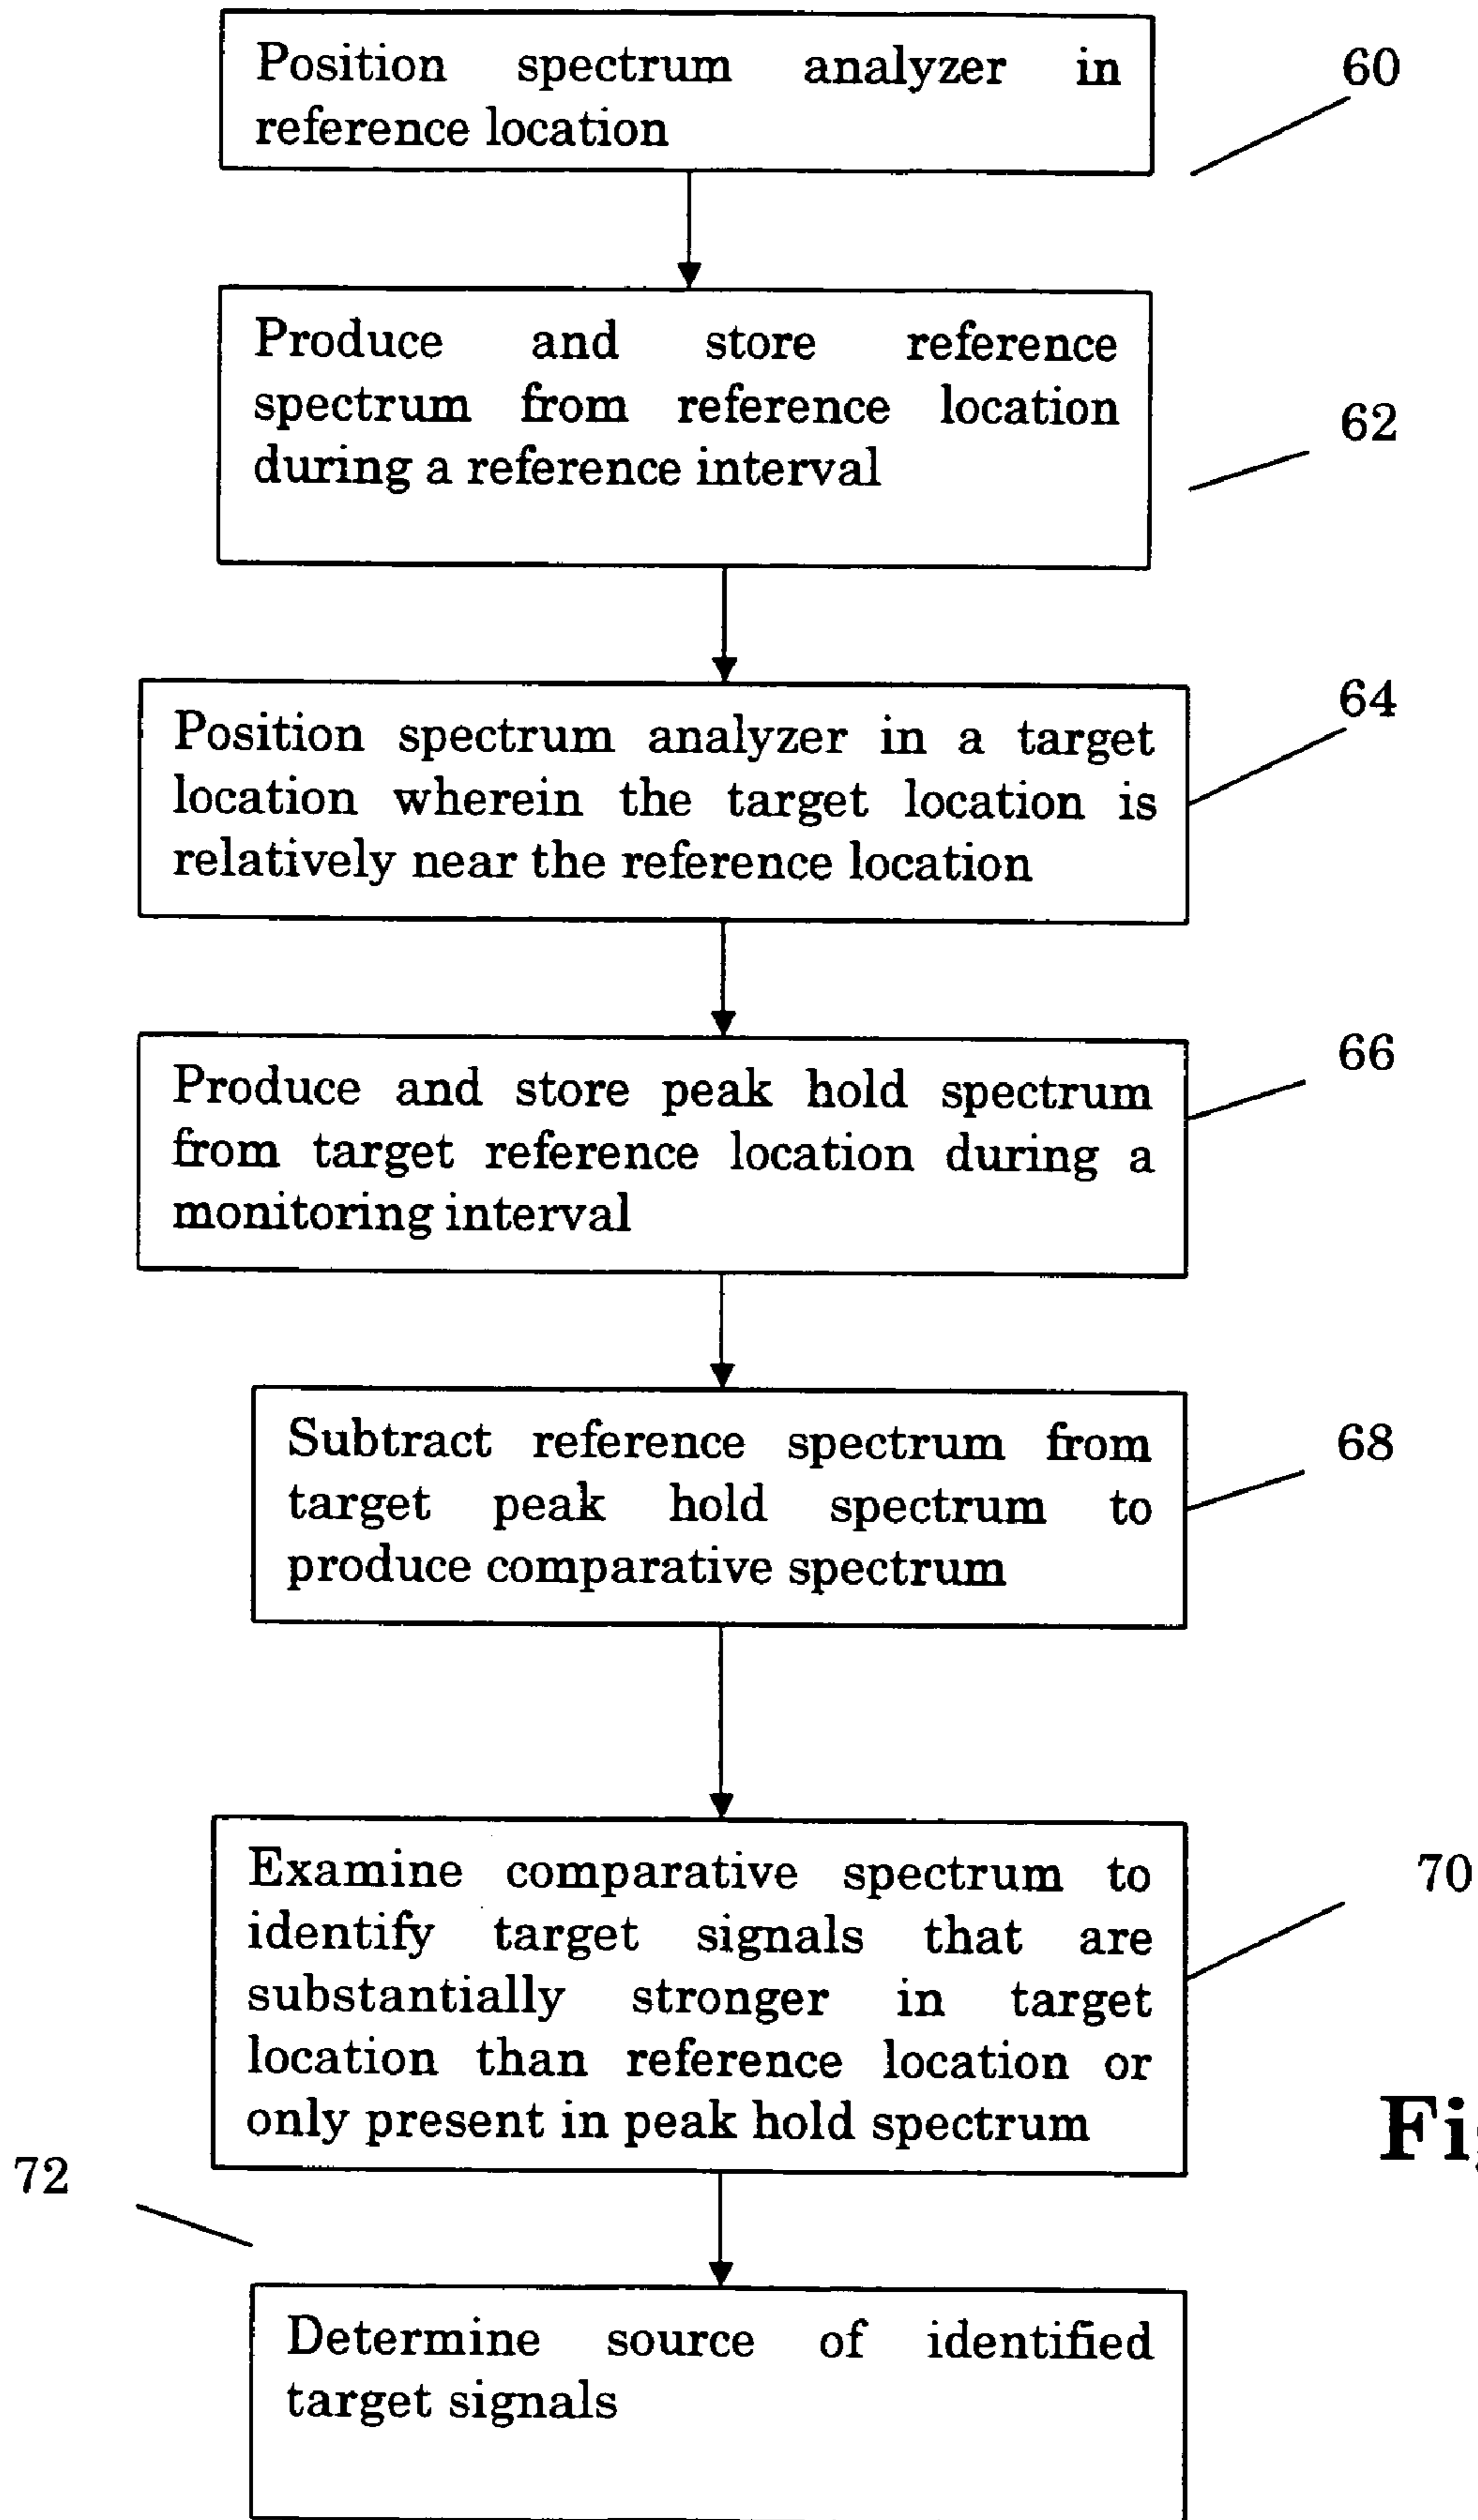 Position spectrum analyzer in
reference location
60
Produce and store reference
spectrum from reference location
during a reference interval
62
Position spectrum analyzer in a target
location wherein the target location is
relatively near the reference location
64
Produce and store peak hold spectrum
from target reference location during a
monitoring interval
66
Subtract reference spectrum from
target peak hold spectrum to
produce comparative spectrum
68
Examine comparative spectrum to
identify target signals that are
substantially stronger in target
location than reference location or
only present in peak hold spectrum
70
72
Determine source of identified
target signals